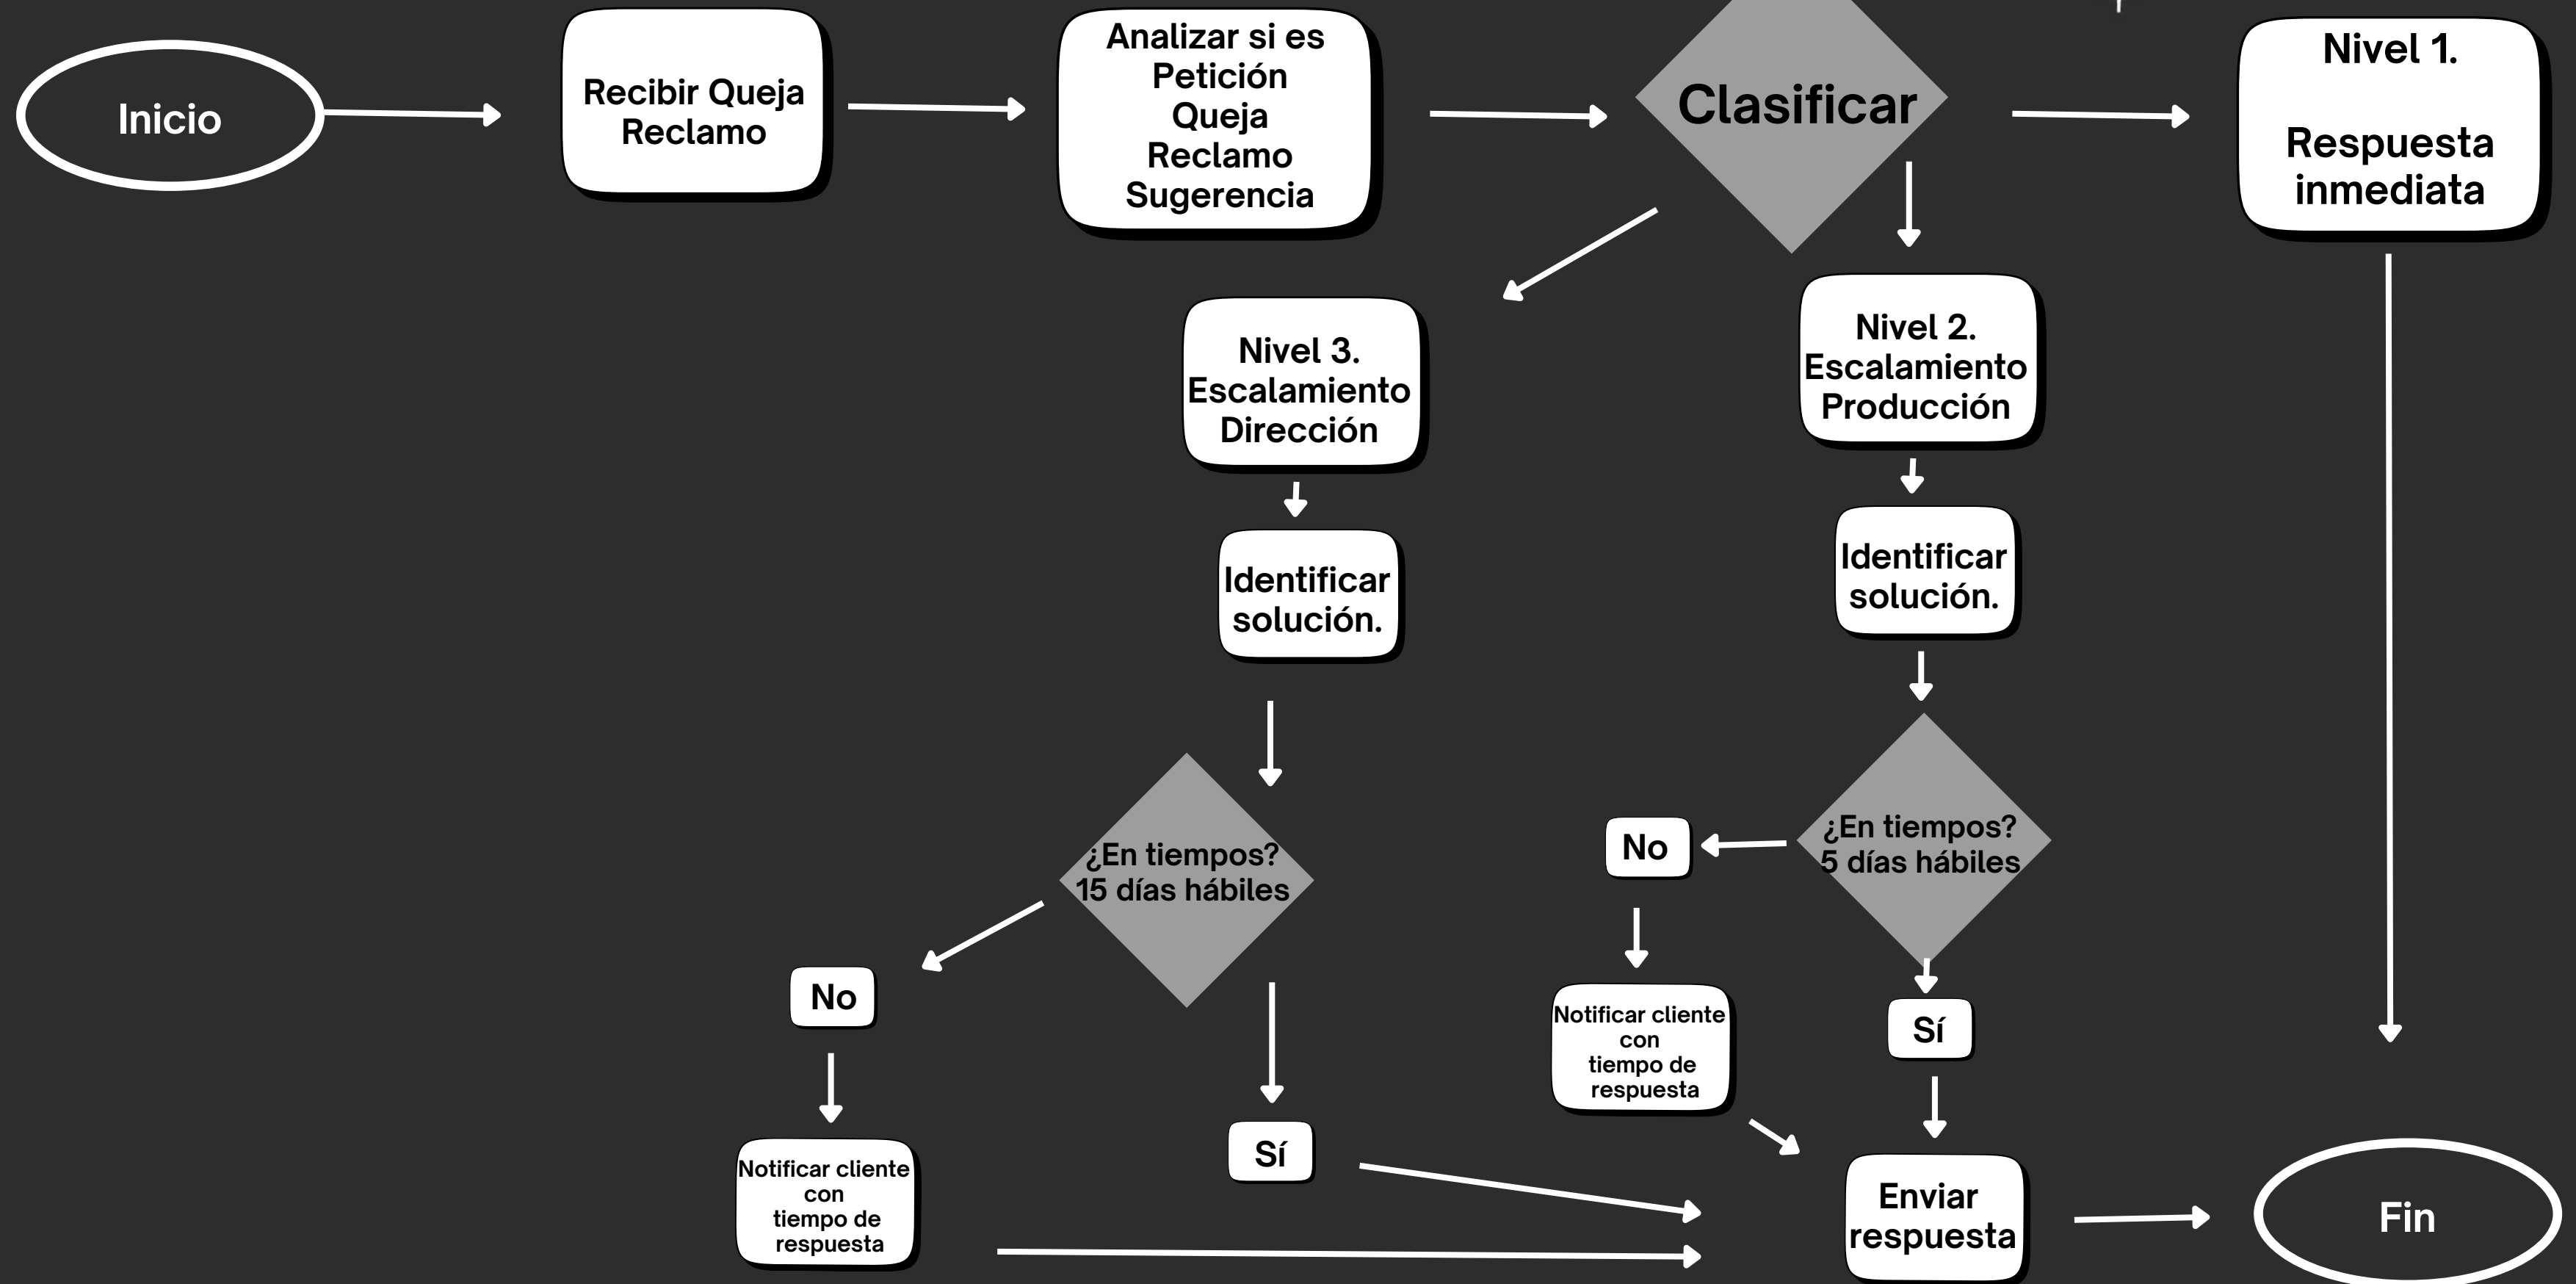 Inicio
Recibir Queja
Reclamo
Analizar si es
Petición
Queja
Reclamo
Sugerencia
Clasificar
Nivel 1.
Respuesta
inmediata
Nivel 3.
Escalamiento
Dirección
Nivel 2.
Escalamiento
Producción
Identificar
solución.
Identificar
solución.
¿En tiempos?
15 días hábiles
¿En tiempos?
5 días hábiles
No
No
Notificar cliente
con
tiempo de
respuesta
Sí
Notificar cliente
con
tiempo de
respuesta
Sí
Enviar
respuesta
Fin